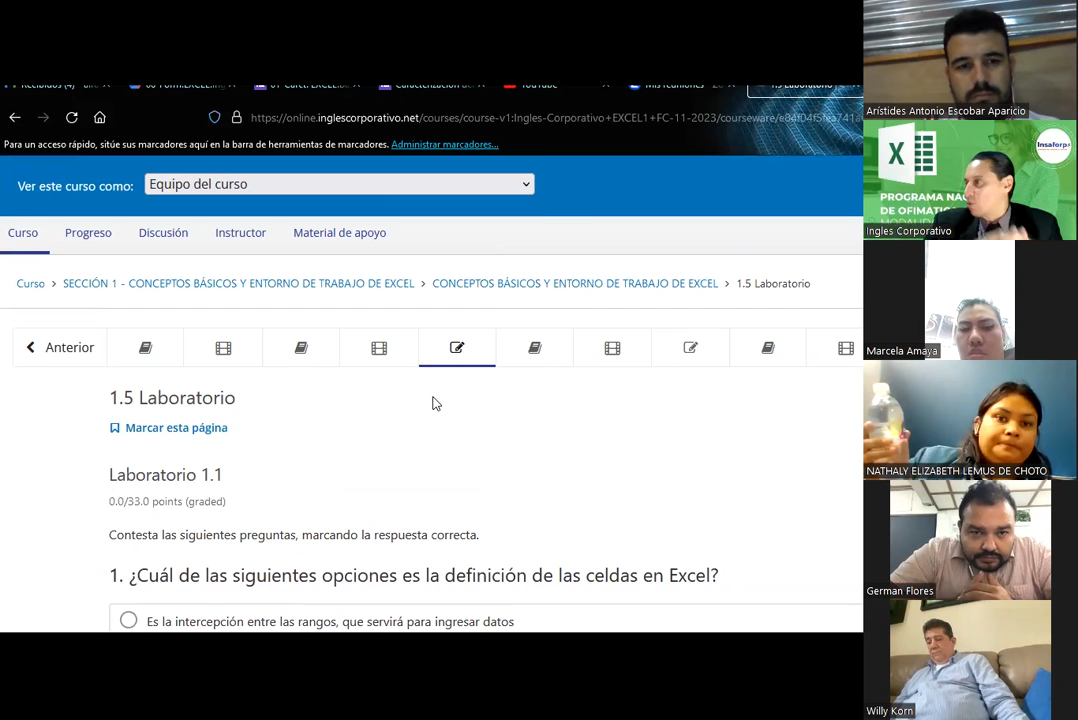 Recibidos (4)
YouTube
Mis reuniones
1.5 Laboratorio
https://online.inglescorporativo.net/courses/course-v1:Ingles-Corporativo+EXCEL1+FC-11-2023/courseware/
Para un acceso rápido, sitúe sus marcadores aquí en la barra de herramientas de marcadores. Administrar marcadores...
Ver este curso como: Equipo del curso
Curso Progreso Discusión Instructor Material de apoyo
Curso > SECCIÓN 1 - CONCEPTOS BÁSICOS Y ENTORNO DE TRABAJO DE EXCEL > CONCEPTOS BÁSICOS Y ENTORNO DE TRABAJO DE EXCEL > 1.5 Laboratorio
Anterior
1.5 Laboratorio
Marcar esta página
Laboratorio 1.1
0.0/33.0 points (graded)
Contesta las siguientes preguntas, marcando la respuesta correcta.
1. ¿Cuál de las siguientes opciones es la definición de las celdas en Excel?
Es la intercepción entre las rangos, que servirá para ingresar datos
Arístides Antonio Escobar Aparicio
X
Insaforp
PROGRAMA
DE
Ingles Corporativo
Marcela Amaya
NATHALY ELIZABETH LEMUS DE CHOTO
German Flores
Willy Korn